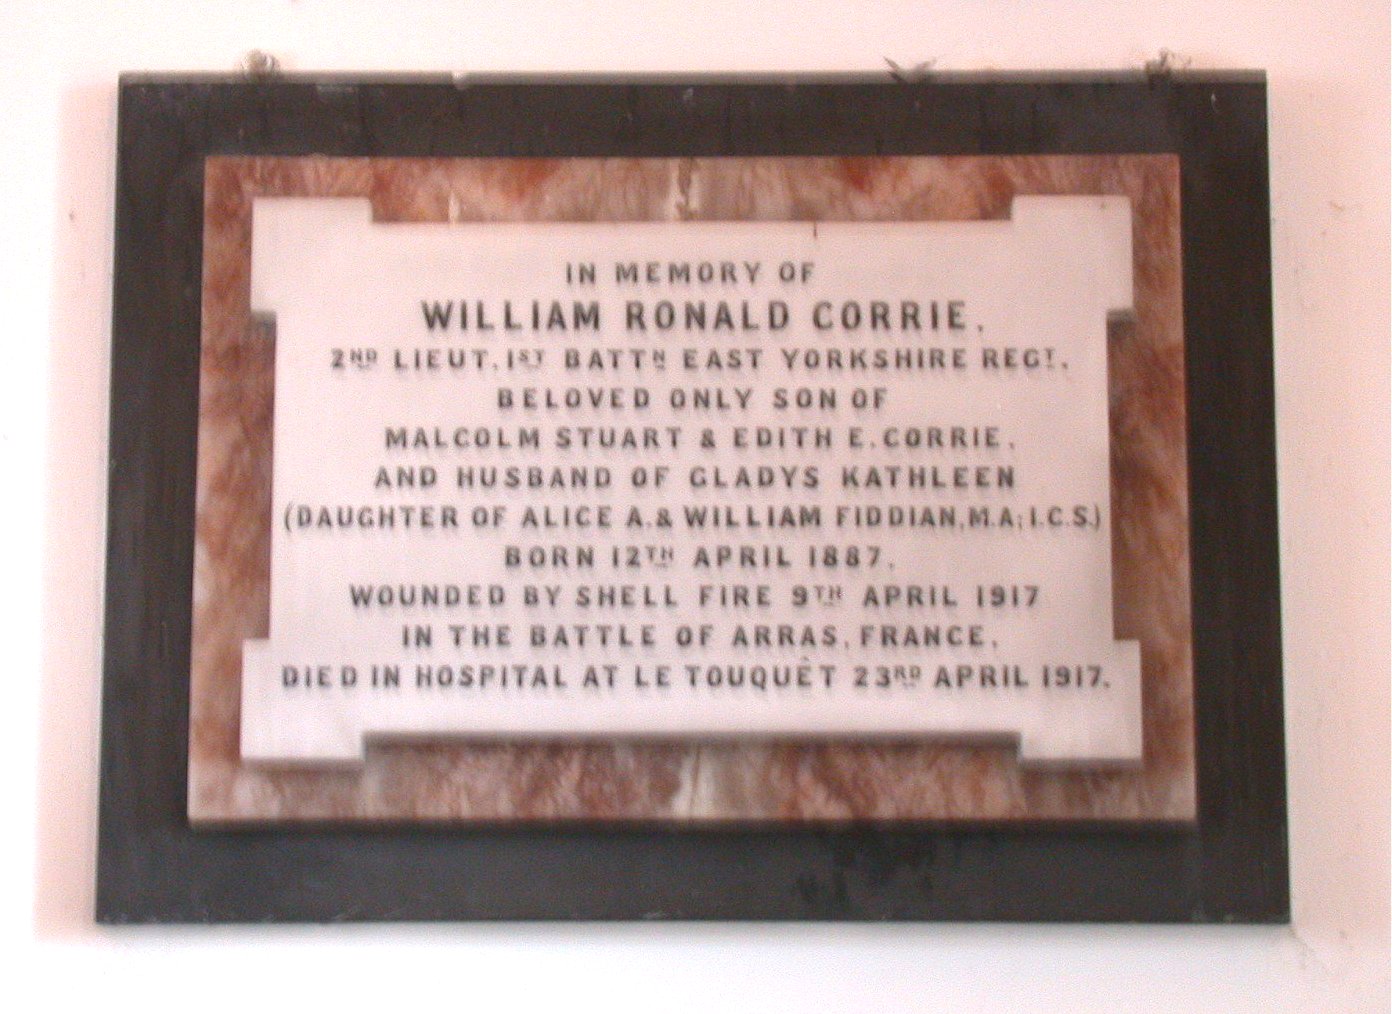 IN MEMORY OF
WILLIAM RONALD CORRIE.
2ND LIEUT. 1ST BATTN EAST YORKSHIRE REGT.
BELOVED ONLY SON OF
MALCOLM STUART & EDITH E. CORRIE.
AND HUSBAND OF GLADYS KATHLEEN
(DAUGHTER OF ALICE A. & WILLIAM FIDDIAN, M.A; I.C.S.)
BORN 12TH APRIL 1887.
WOUNDED BY SHELL FIRE 9TH APRIL 1917
IN THE BATTLE OF ARRAS, FRANCE.
DIED IN HOSPITAL AT LE TOUQUÊT 23RD APRIL 1917.